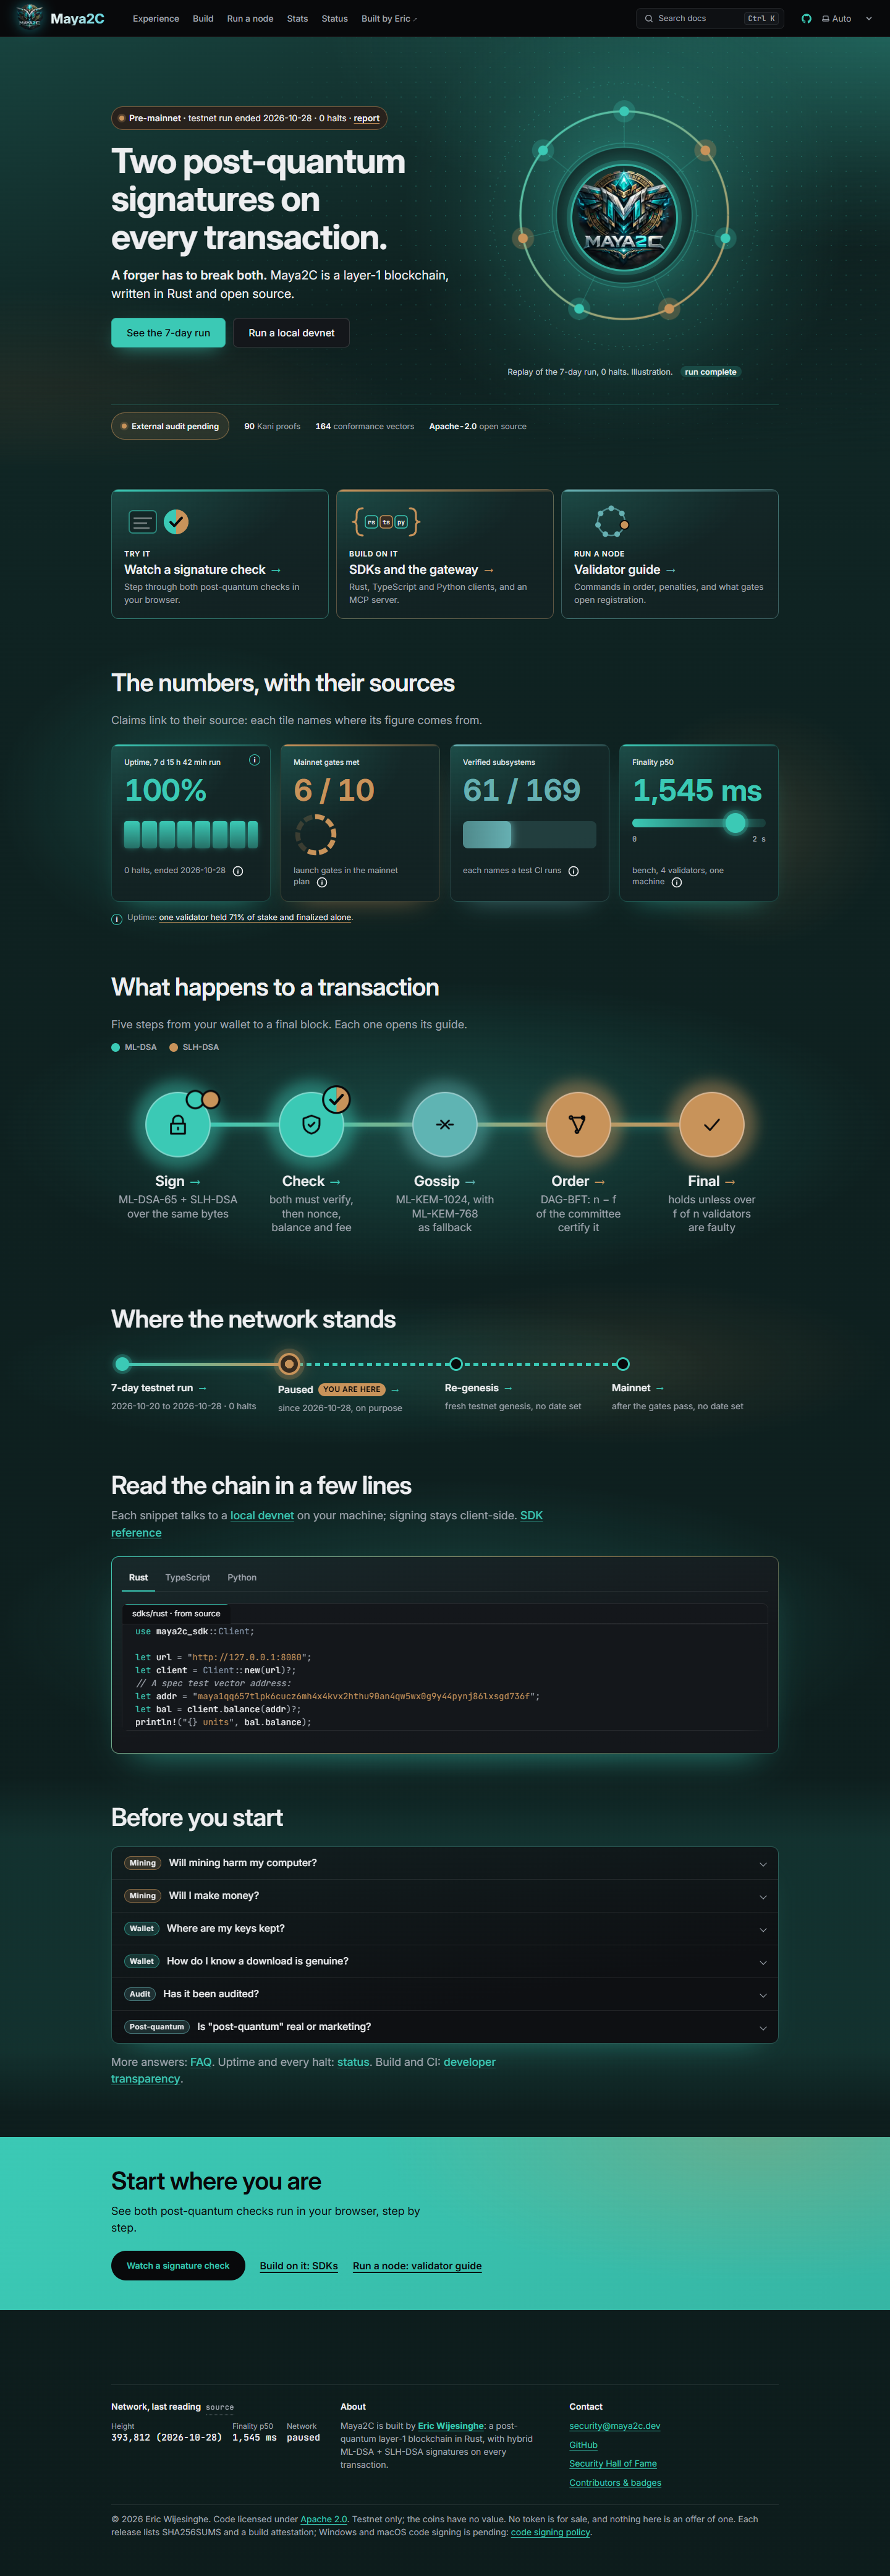 Maya2C
Experience Build Run a node Stats Status Built by Eric ↗
Search docs Ctrl K
Auto
Pre-mainnet · testnet run ended 2026-10-28 · 0 halts · report
Two post-quantum
signatures on
every transaction.
A forger has to break both. Maya2C is a layer-1 blockchain,
written in Rust and open source.
See the 7-day run
Run a local devnet
MAYA2C
Replay of the 7-day run, 0 halts. Illustration. run complete
External audit pending
90 Kani proofs
164 conformance vectors
Apache-2.0 open source
TRY IT
Watch a signature check →
Step through both post-quantum checks in
your browser.
rs ts py
BUILD ON IT
SDKs and the gateway →
Rust, TypeScript and Python clients, and an
MCP server.
RUN A NODE
Validator guide →
Commands in order, penalties, and what gates
open registration.
The numbers, with their sources
Claims link to their source: each tile names where its figure comes from.
Uptime, 7 d 15 h 42 min run
100%
0 halts, ended 2026-10-28
Mainnet gates met
6 / 10
launch gates in the mainnet
plan
Verified subsystems
61 / 169
each names a test CI runs
Finality p50
1,545 ms
0 2 s
bench, 4 validators, one
machine
Uptime: one validator held 71% of stake and finalized alone.
What happens to a transaction
Five steps from your wallet to a final block. Each one opens its guide.
ML-DSA SLH-DSA
Sign →
ML-DSA-65 + SLH-DSA
over the same bytes
Check →
both must verify,
then nonce,
balance and fee
Gossip →
ML-KEM-1024, with
ML-KEM-768
as fallback
Order →
DAG-BFT: n − f
of the committee
certify it
Final →
holds unless over
f of n validators
are faulty
Where the network stands
7-day testnet run →
2026-10-20 to 2026-10-28 · 0 halts
Paused YOU ARE HERE →
since 2026-10-28, on purpose
Re-genesis →
fresh testnet genesis, no date set
Mainnet →
after the gates pass, no date set
Read the chain in a few lines
Each snippet talks to a local devnet on your machine; signing stays client-side. SDK
reference
Rust TypeScript Python
sdks/rust · from source
use maya2c_sdk::Client;
let url = "http://127.0.0.1:8080";
let client = Client::new(url)?;
// A spec test vector address:
let addr = "maya1qq657tlpk6cucz6mh4x4kvx2hthu90an4qw5wx0g9y44pynj86lxsgd736f";
let bal = client.balance(addr)?;
println!("{} units", bal.balance);
Before you start
Mining Will mining harm my computer?
Mining Will I make money?
Wallet Where are my keys kept?
Wallet How do I know a download is genuine?
Audit Has it been audited?
Post-quantum Is "post-quantum" real or marketing?
More answers: FAQ. Uptime and every halt: status. Build and CI: developer
transparency.
Start where you are
See both post-quantum checks run in your browser, step by
step.
Watch a signature check
Build on it: SDKs
Run a node: validator guide
Network, last reading source
Height
393,812 (2026-10-28)
Finality p50
1,545 ms
Network
paused
About
Maya2C is built by Eric Wijesinghe: a post-
quantum layer-1 blockchain in Rust, with hybrid
ML-DSA + SLH-DSA signatures on every
transaction.
Contact
security@maya2c.dev
GitHub
Security Hall of Fame
Contributors & badges
© 2026 Eric Wijesinghe. Code licensed under Apache 2.0. Testnet only; the coins have no value. No token is for sale, and nothing here is an offer of one. Each
release lists SHA256SUMS and a build attestation; Windows and macOS code signing is pending: code signing policy.